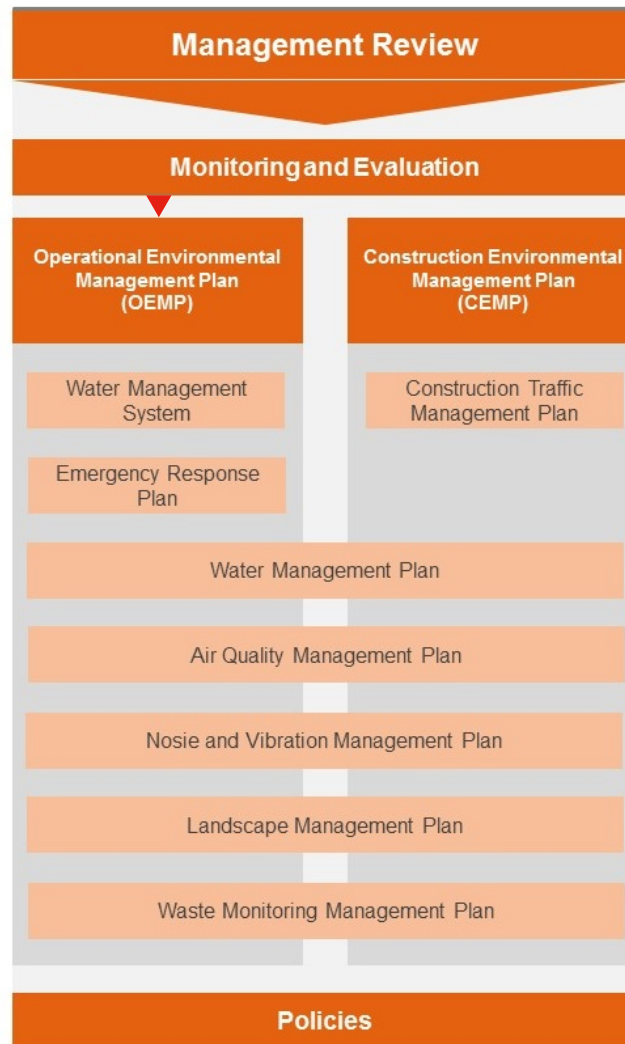 Management Review
Monitoring and Evaluation
Operational Environmental
Management Plan
(OEMP)
Construction Environmental
Management Plan
(CEMP)
Water Management
System
Construction Traffic
Management Plan
Emergency Response
Plan
Water Management Plan
Air Quality Management Plan
Nosie and Vibration Management Plan
Landscape Management Plan
Waste Monitoring Management Plan
Policies